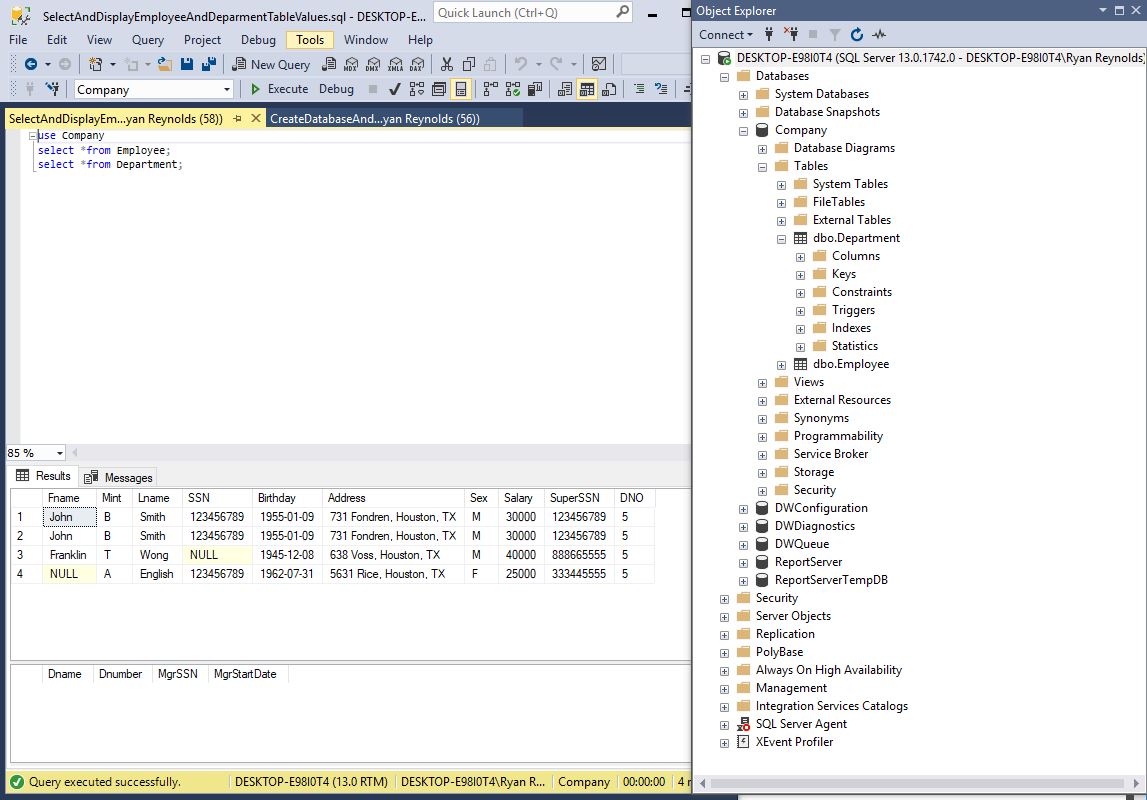 SelectAndDisplayEmployeeAndDeparmentTableValues.sql - DESKTOP-E...
Quick Launch (Ctrl+Q)
File Edit View Query Project Debug Tools Window Help
New Query MDX DMX XMLA DAX
Company Execute Debug
SelectAndDisplayEm...yan Reynolds (58)) CreateDatabaseAnd...yan Reynolds (56))
use Company
select *from Employee;
select *from Department;
85 %
Results Messages
Fname Mint Lname SSN Birthday Address Sex Salary SuperSSN DNO
1 John B Smith 123456789 1955-01-09 731 Fondren, Houston, TX M 30000 123456789 5
2 John B Smith 123456789 1955-01-09 731 Fondren, Houston, TX M 30000 123456789 5
3 Franklin T Wong NULL 1945-12-08 638 Voss, Houston, TX M 40000 888665555 5
4 NULL A English 123456789 1962-07-31 5631 Rice, Houston, TX F 25000 333445555 5
Dname Dnumber MgrSSN MgrStartDate
Query executed successfully. DESKTOP-E98I0T4 (13.0 RTM) DESKTOP-E98I0T4\Ryan R... Company 00:00:00 4
Object Explorer
Connect
DESKTOP-E98I0T4 (SQL Server 13.0.1742.0 - DESKTOP-E98I0T4\Ryan Reynolds)
Databases
System Databases
Database Snapshots
Company
Database Diagrams
Tables
System Tables
FileTables
External Tables
dbo.Department
Columns
Keys
Constraints
Triggers
Indexes
Statistics
dbo.Employee
Views
External Resources
Synonyms
Programmability
Service Broker
Storage
Security
DWConfiguration
DWDiagnostics
DWQueue
ReportServer
ReportServerTempDB
Security
Server Objects
Replication
PolyBase
Always On High Availability
Management
Integration Services Catalogs
SQL Server Agent
XEvent Profiler